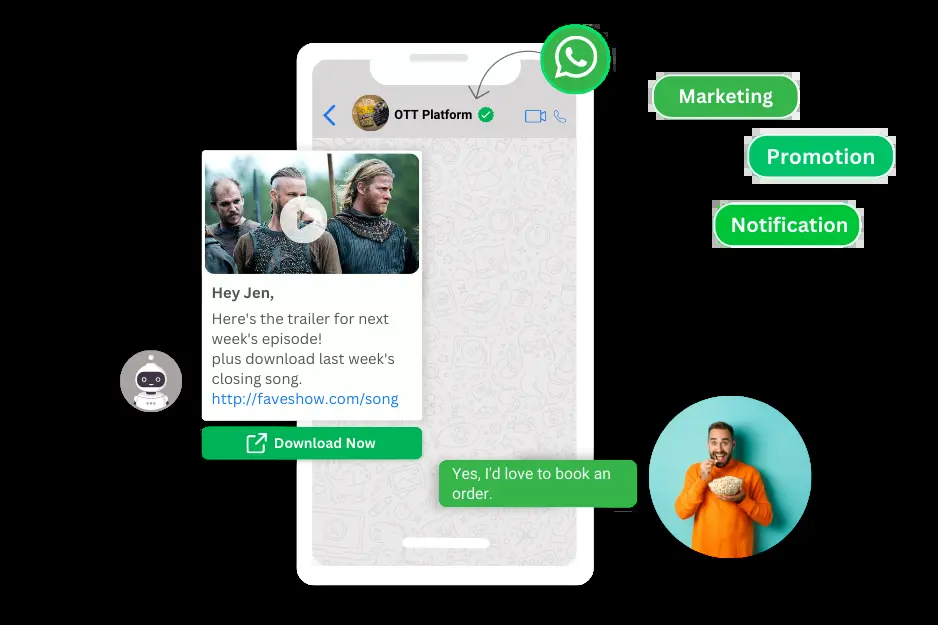 OTT Platform
Marketing
Promotion
Notification
Hey Jen,
Here's the trailer for next
week's episode!
plus download last week's
closing song.
http://faveshow.com/song
Download Now
Yes, I'd love to book an
order.